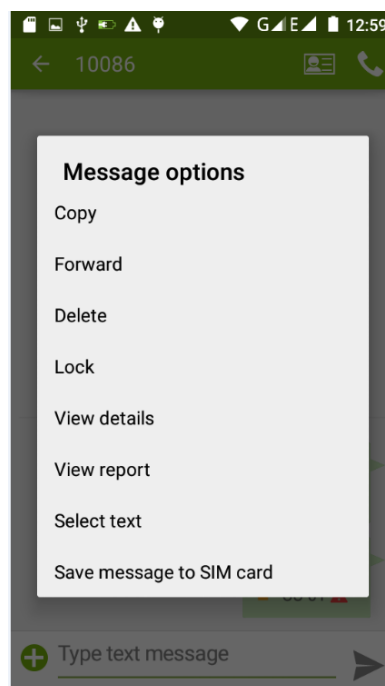 G E 12:59
10086
Message options
Copy
Forward
Delete
Lock
View details
View report
Select text
Save message to SIM card
Type text message